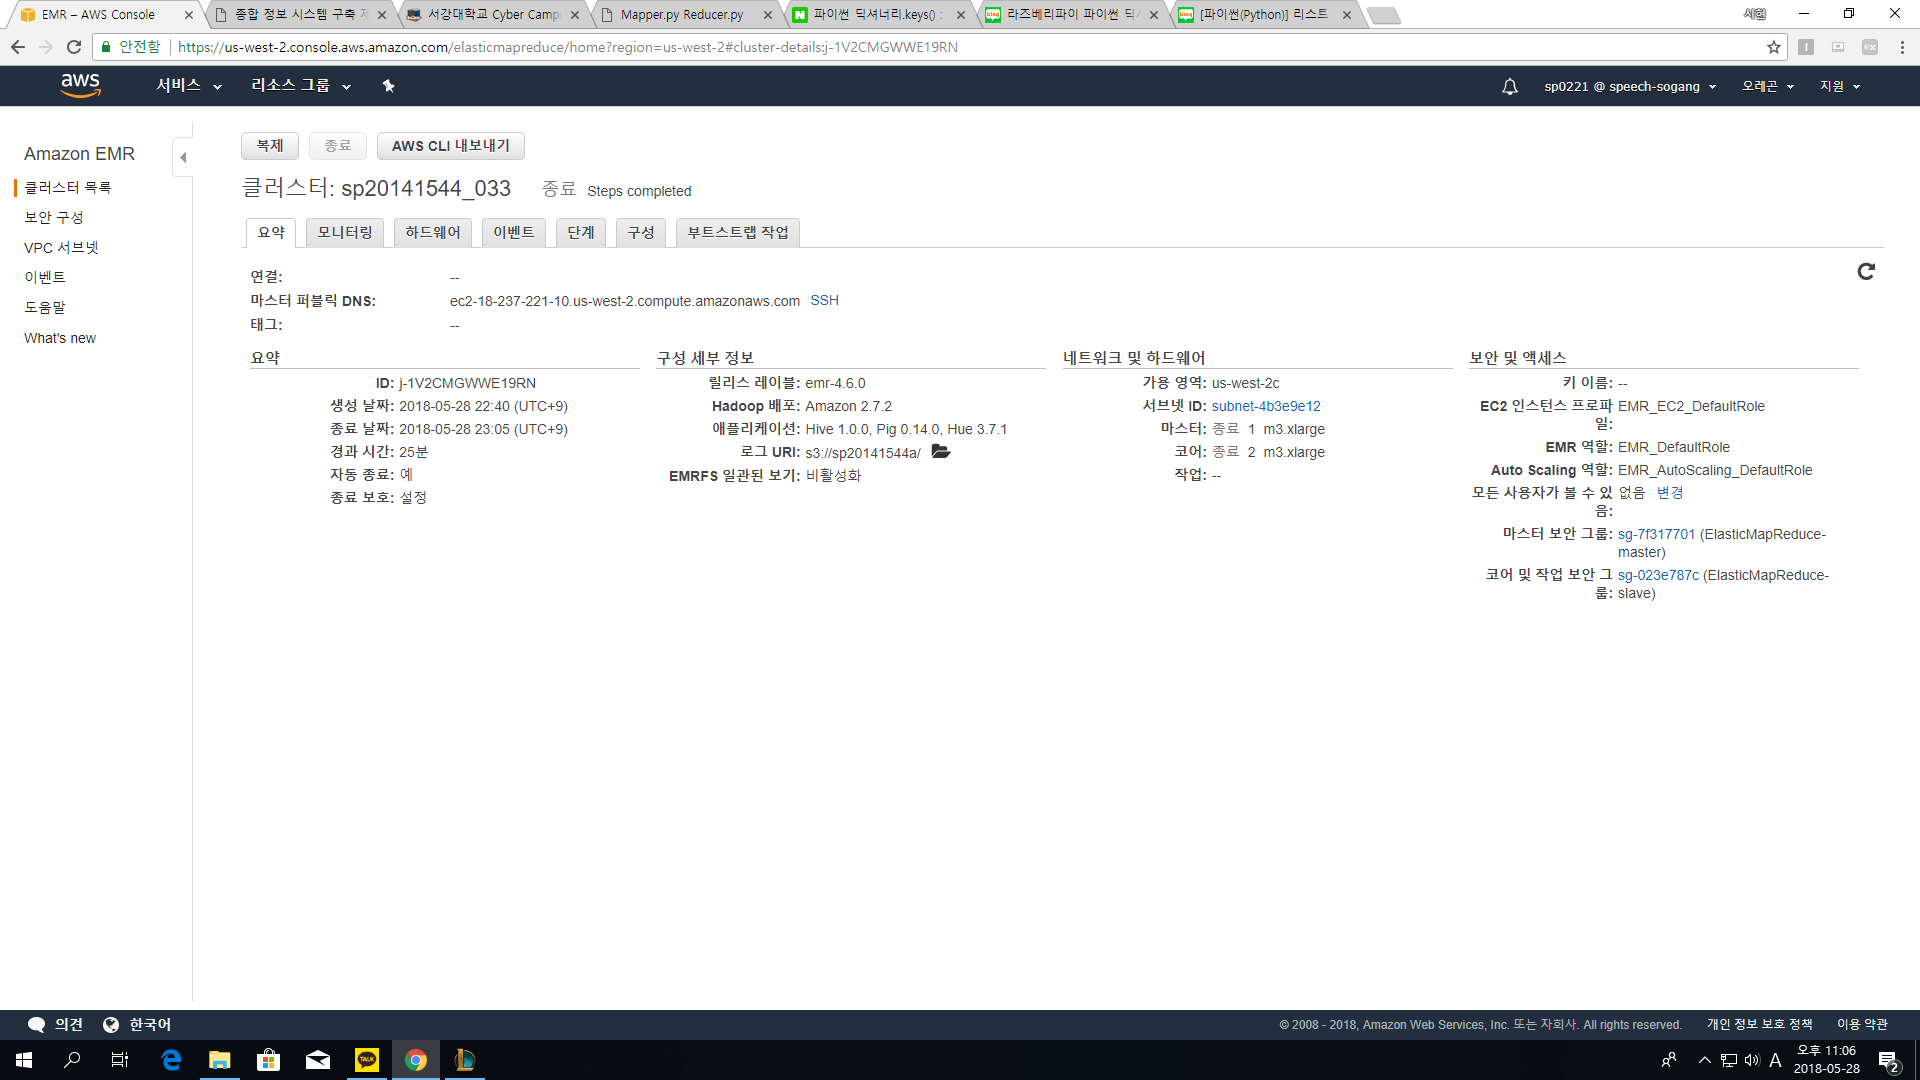 EMR – AWS Console
종합 정보 시스템 구축 제
서강대학교 Cyber Camp
Mapper.py Reducer.py
파이썬 딕셔너리.keys() :
라즈베리파이 파이썬 딕
[파이썬(Python)] 리스트
시현
안전함
https://us-west-2.console.aws.amazon.com/elasticmapreduce/home?region=us-west-2#cluster-details:j-1V2CMGWWE19RN
aws
서비스
리소스 그룹
sp0221 @ speech-sogang
오레곤
지원
Amazon EMR
클러스터 목록
보안 구성
VPC 서브넷
이벤트
도움말
What's new
복제
종료
AWS CLI 내보내기
클러스터: sp20141544_033 종료 Steps completed
요약
모니터링
하드웨어
이벤트
단계
구성
부트스트랩 작업
연결: --
마스터 퍼블릭 DNS: ec2-18-237-221-10.us-west-2.compute.amazonaws.com SSH
태그: --
요약
ID: j-1V2CMGWWE19RN
생성 날짜: 2018-05-28 22:40 (UTC+9)
종료 날짜: 2018-05-28 23:05 (UTC+9)
경과 시간: 25분
자동 종료: 예
종료 보호: 설정
구성 세부 정보
릴리스 레이블: emr-4.6.0
Hadoop 배포: Amazon 2.7.2
애플리케이션: Hive 1.0.0, Pig 0.14.0, Hue 3.7.1
로그 URI: s3://sp20141544a/
EMRFS 일관된 보기: 비활성화
네트워크 및 하드웨어
가용 영역: us-west-2c
서브넷 ID: subnet-4b3e9e12
마스터: 종료 1 m3.xlarge
코어: 종료 2 m3.xlarge
작업: --
보안 및 액세스
키 이름: --
EC2 인스턴스 프로파일: EMR_EC2_DefaultRole
EMR 역할: EMR_DefaultRole
Auto Scaling 역할: EMR_AutoScaling_DefaultRole
모든 사용자가 볼 수 있음: 없음 변경
마스터 보안 그룹: sg-7f317701 (ElasticMapReduce-
master)
코어 및 작업 보안 그룹: sg-023e787c (ElasticMapReduce-
slave)
의견
한국어
© 2008 - 2018, Amazon Web Services, Inc. 또는 자회사. All rights reserved.
개인 정보 보호 정책
이용 약관
TALK
A
오후 11:06
2018-05-28
2